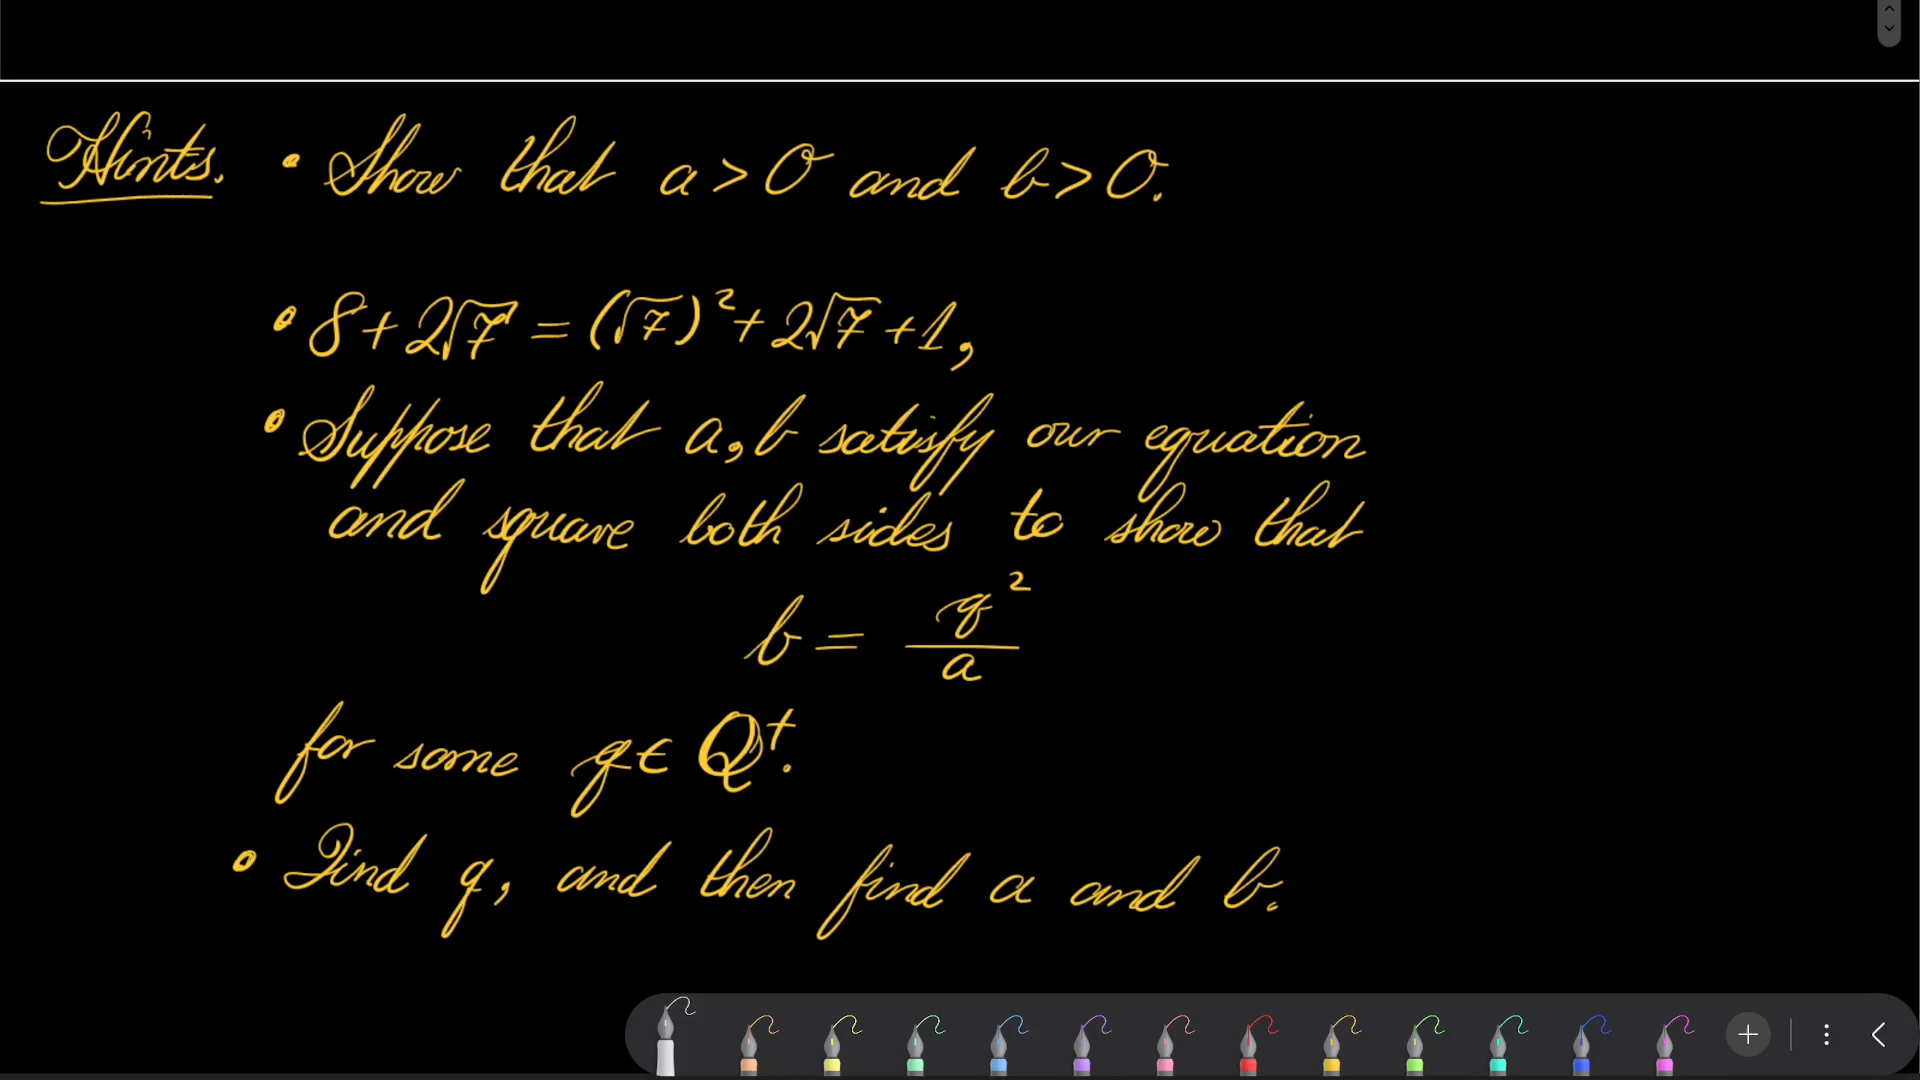 Hints. • Show that a > 0 and b > 0.
• 8 + 2√7 = (√7)² + 2√7 + 1,
• Suppose that a, b satisfy our equation
and square both sides to show that
b = q²/a
for some q ∈ Q⁺.
• Find q, and then find a and b.